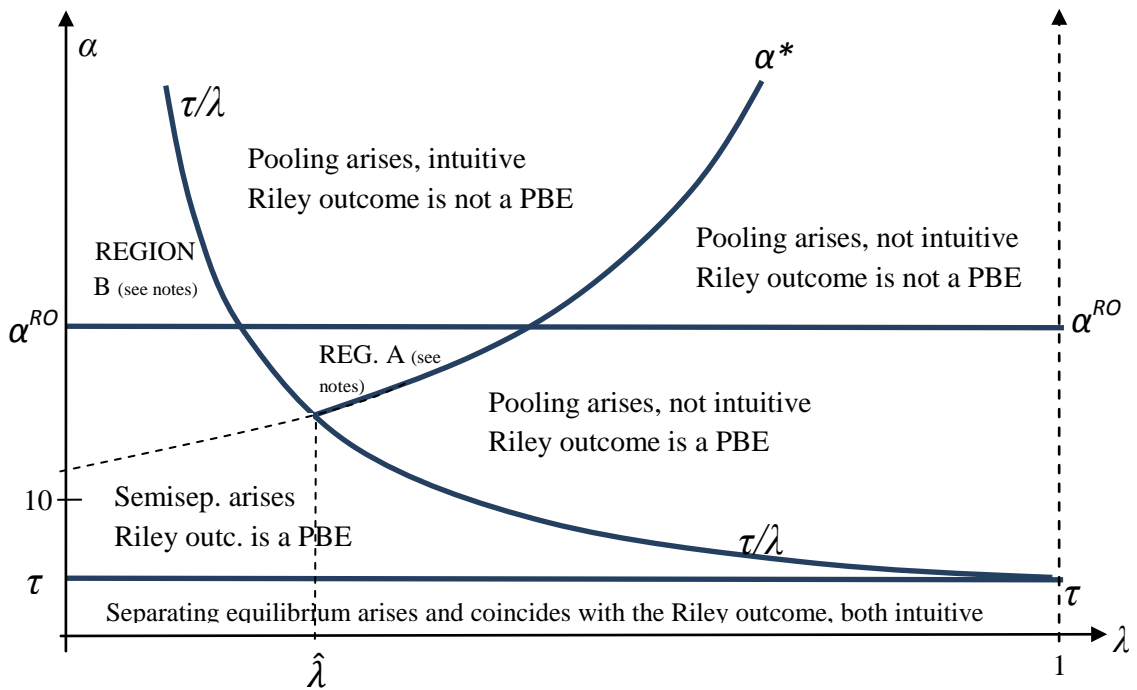 α
α*
τ/λ
Pooling arises, intuitive
Riley outcome is not a PBE
Pooling arises, not intuitive
Riley outcome is not a PBE
REGION
B (see notes)
α^RO
α^RO
REG. A (see
notes)
Pooling arises, not intuitive
Riley outcome is a PBE
10
Semisep. arises
Riley outc. is a PBE
τ/λ
τ
τ
Separating equilibrium arises and coincides with the Riley outcome, both intuitive
λ
λ̂
1